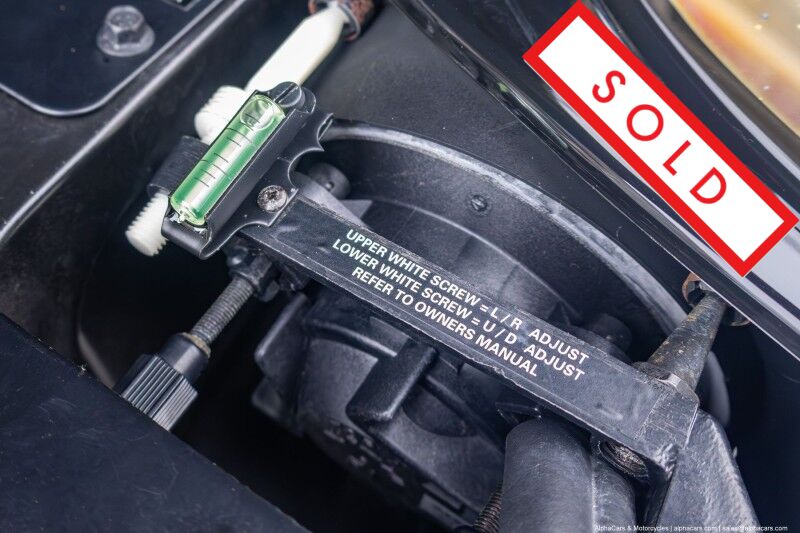 SOLD
UPPER WHITE SCREW = L / R ADJUST
LOWER WHITE SCREW = U / D ADJUST
REFER TO OWNERS MANUAL
AlphaCars & Motorcycles | alphacars.com | sales@alphacars.com